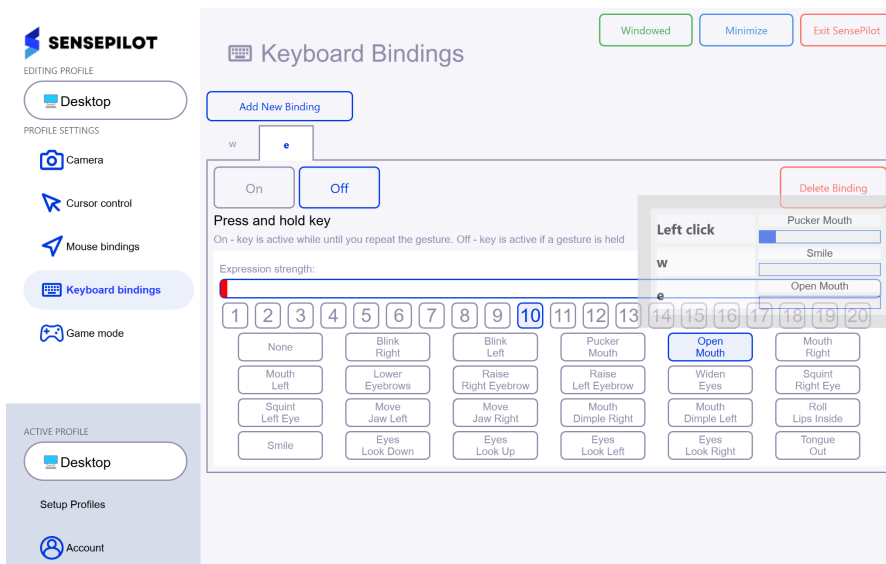 SENSEPILOT
EDITING PROFILE
Desktop
PROFILE SETTINGS
Camera
Cursor control
Mouse bindings
Keyboard bindings
Game mode
ACTIVE PROFILE
Desktop
Setup Profiles
Account
Windowed
Minimize
Exit SensePilot
Keyboard Bindings
Add New Binding
w
e
On
Off
Delete Binding
Press and hold key
On - key is active while until you repeat the gesture. Off - key is active if a gesture is held
Expression strength:
Left click
Pucker Mouth
w
Smile
e
Open Mouth
1 2 3 4 5 6 7 8 9 10 11 12 13 14 15 16 17 18 19 20
None
Blink
Right
Blink
Left
Pucker
Mouth
Open
Mouth
Mouth
Right
Mouth
Left
Lower
Eyebrows
Raise
Right Eyebrow
Raise
Left Eyebrow
Widen
Eyes
Squint
Right Eye
Squint
Left Eye
Move
Jaw Left
Move
Jaw Right
Mouth
Dimple Right
Mouth
Dimple Left
Roll
Lips Inside
Smile
Eyes
Look Down
Eyes
Look Up
Eyes
Look Left
Eyes
Look Right
Tongue
Out